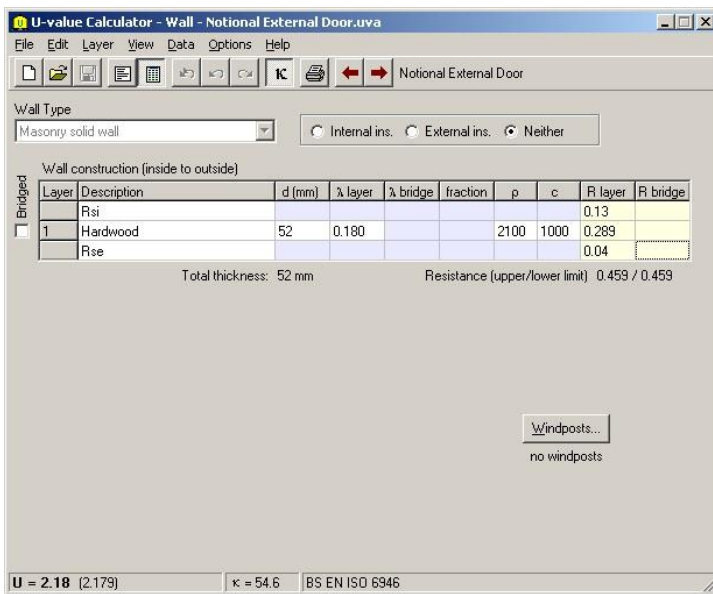 U-value Calculator - Wall - Notional External Door.uva
File Edit Layer View Data Options Help
κ Notional External Door
Wall Type
Masonry solid wall Internal ins. External ins. Neither
Wall construction (inside to outside)
Bridged
Layer Description d (mm) λ layer λ bridge fraction ρ c R layer R bridge
Rsi 0.13
1 Hardwood 52 0.180 2100 1000 0.289
Rse 0.04
Total thickness: 52 mm Resistance (upper/lower limit) 0.459 / 0.459
Windposts...
no windposts
U = 2.18 (2.179) κ = 54.6 BS EN ISO 6946